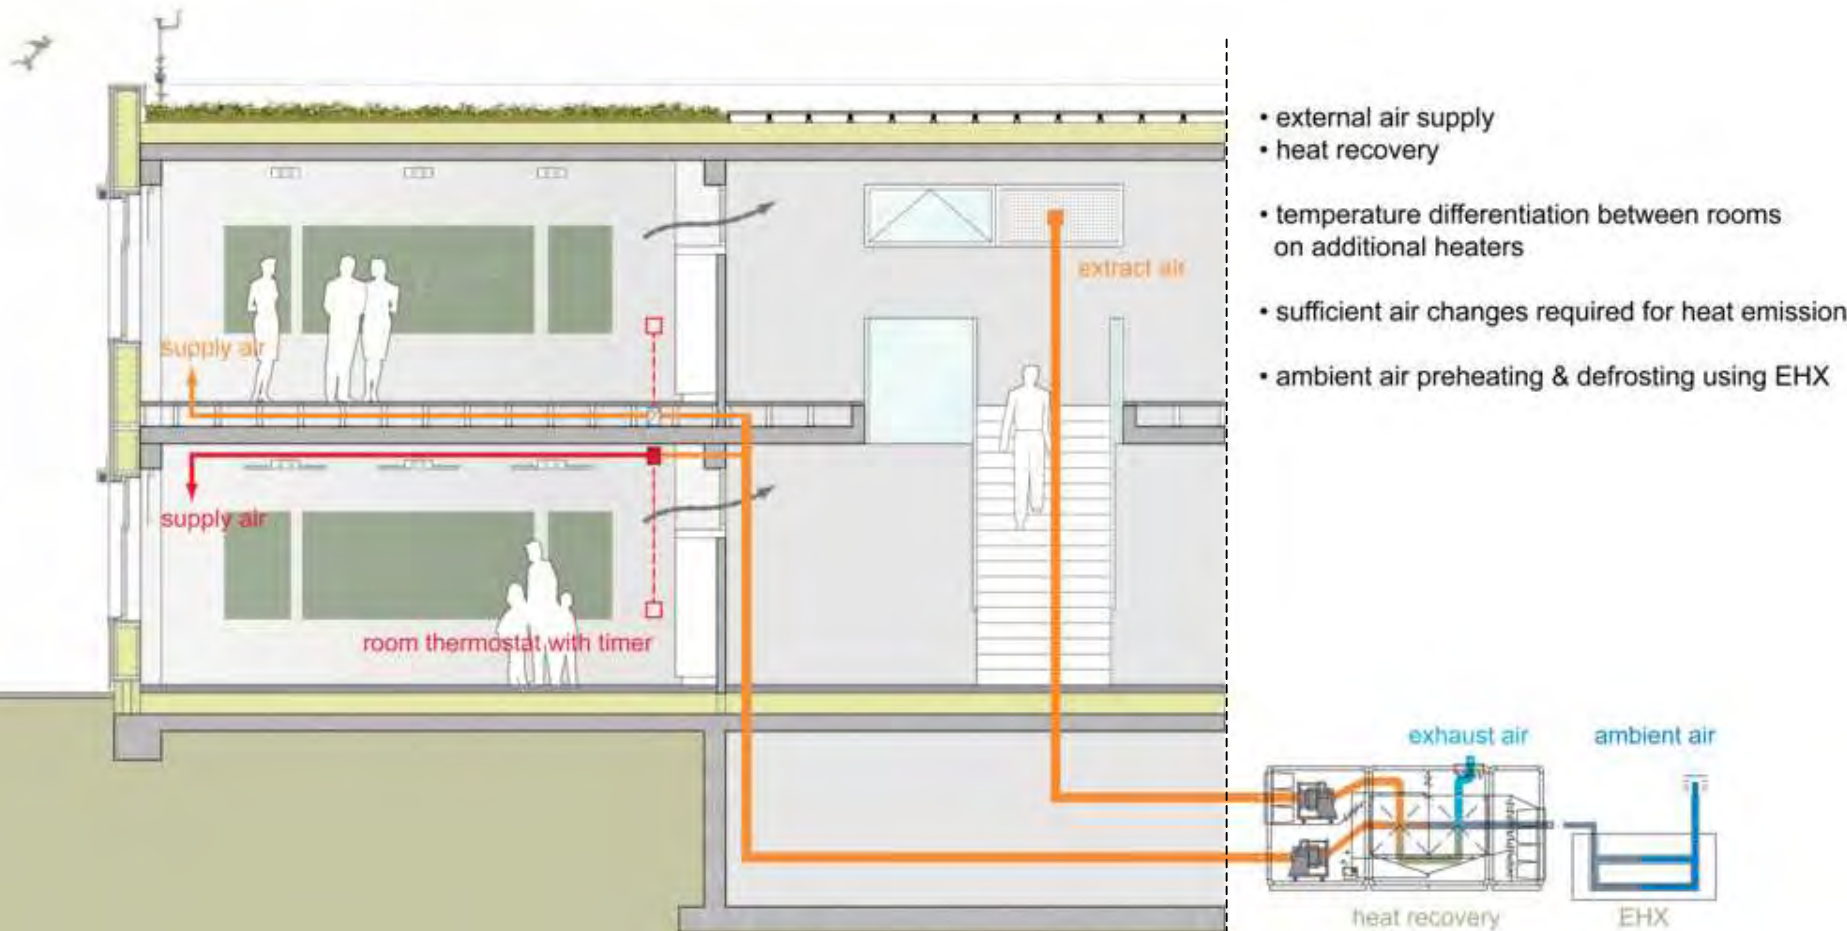 • external air supply
• heat recovery
• temperature differentiation between rooms
on additional heaters
• sufficient air changes required for heat emission
• ambient air preheating & defrosting using EHX
extract air
supply air
supply air
room thermostat with timer
exhaust air
ambient air
heat recovery
EHX